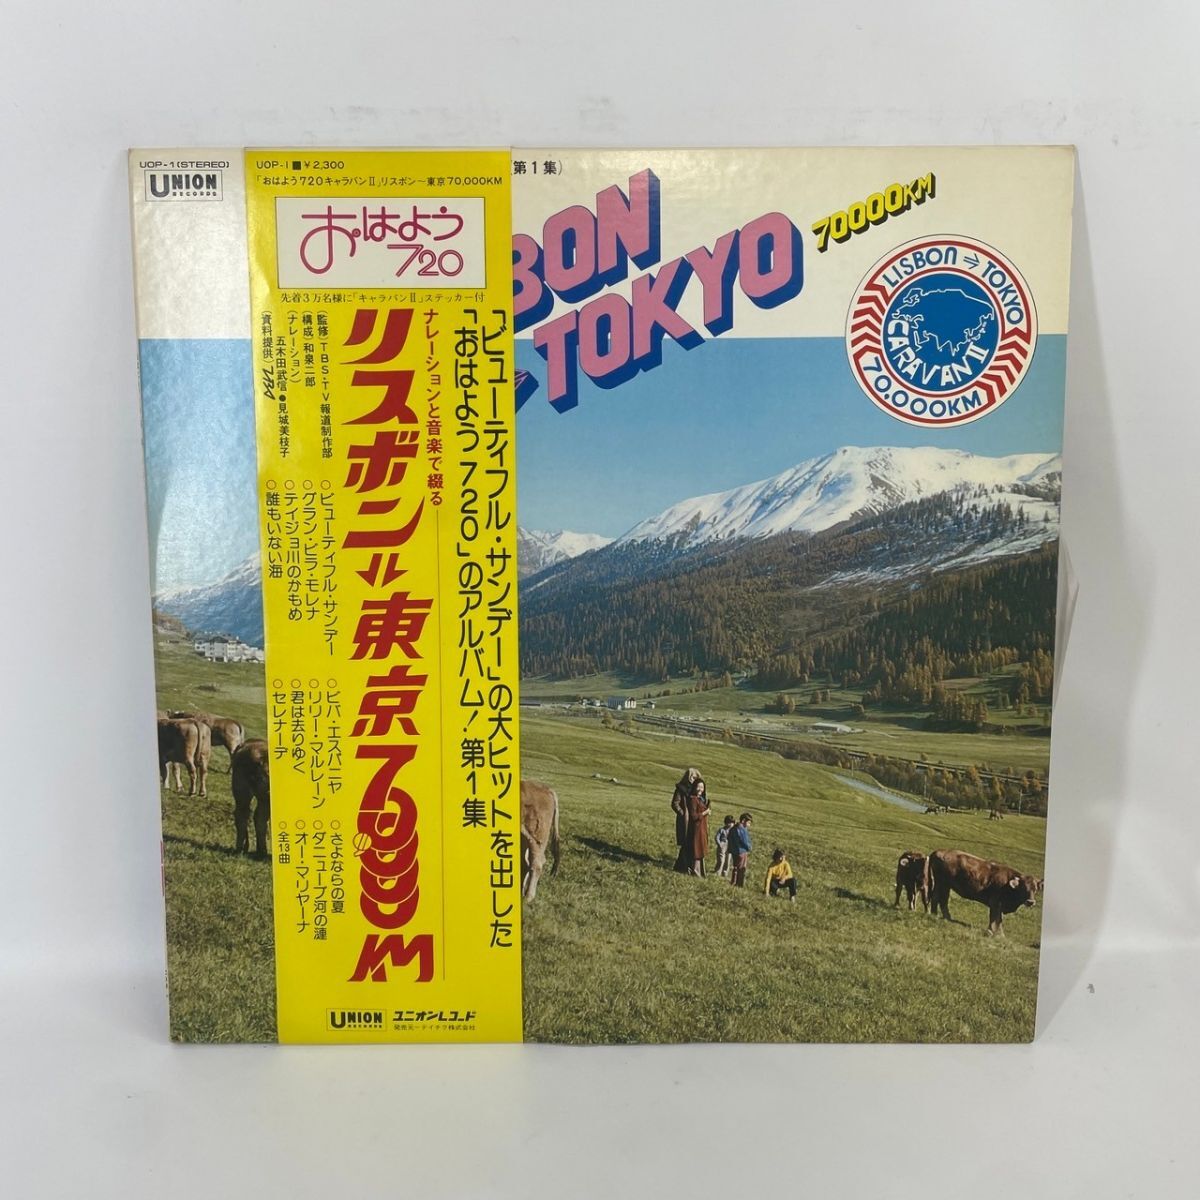 UOP-1(STEREO)
UNION
RECORDS
UOP-1■¥2,300
「おはよう720キャラバンⅡ」リスボン〜東京70,000KM
おはよう
720
先着3万名様に「キャラバンⅡ」ステッカー付
「ビューティフル・サンデー」の大ヒットを出した
「おはよう720」のアルバム!第1集
ナレーションと音楽で綴る
リスボン⇒東京70000KM
(監修)TBS・TV報道制作部
(構成)和泉二郎
(ナレーション)
五木田武信●見城美枝子
(資料提供)
○ビューティフル・サンデー
○グラン・ビラ・モレナ
○テイジョ川のかもめ
○誰もいない海
○ビバ・エスパニヤ
○リリー・マルレーン
○君は去りゆく
○セレナーデ
○さよならの夏
○ダニューブ河の漣
○オー・マリヤーナ
○全13曲
UNION
RECORDS
ユニオンレコード
発売元—テイチク株式会社
(第1集)
BON
TOKYO
70000KM
LISBON⇒TOKYO
CARAVAN II
70,000KM